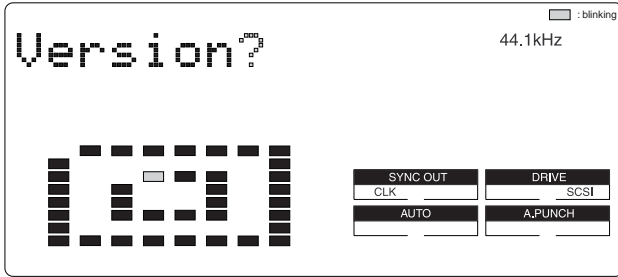 : blinking
Version?
44.1kHz
SYNC OUT
DRIVE
CLK
SCSI
AUTO
A.PUNCH